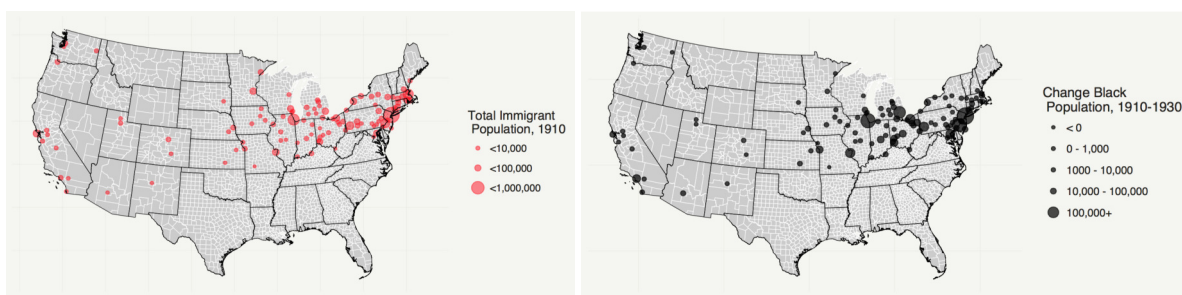 Total Immigrant
Population, 1910
<10,000
<100,000
<1,000,000
Change Black
Population, 1910-1930
< 0
0 - 1,000
1000 - 10,000
10,000 - 100,000
100,000+